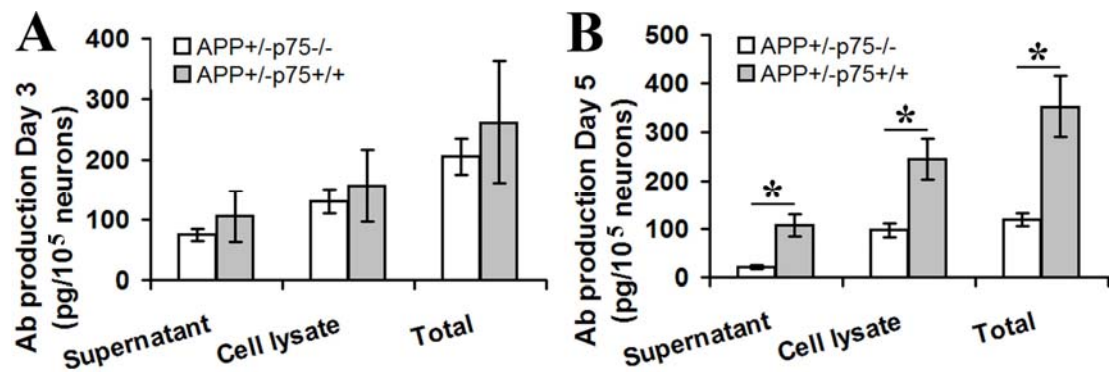 A
Ab production Day 3
(pg/10⁵ neurons)
400
300
200
100
0
APP+/-p75-/-
APP+/-p75+/+
Supernatant
Cell lysate
Total
B
Ab production Day 5
(pg/10⁵ neurons)
500
400
300
200
100
0
APP+/-p75-/-
APP+/-p75+/+
*
*
*
Supernatant
Cell lysate
Total